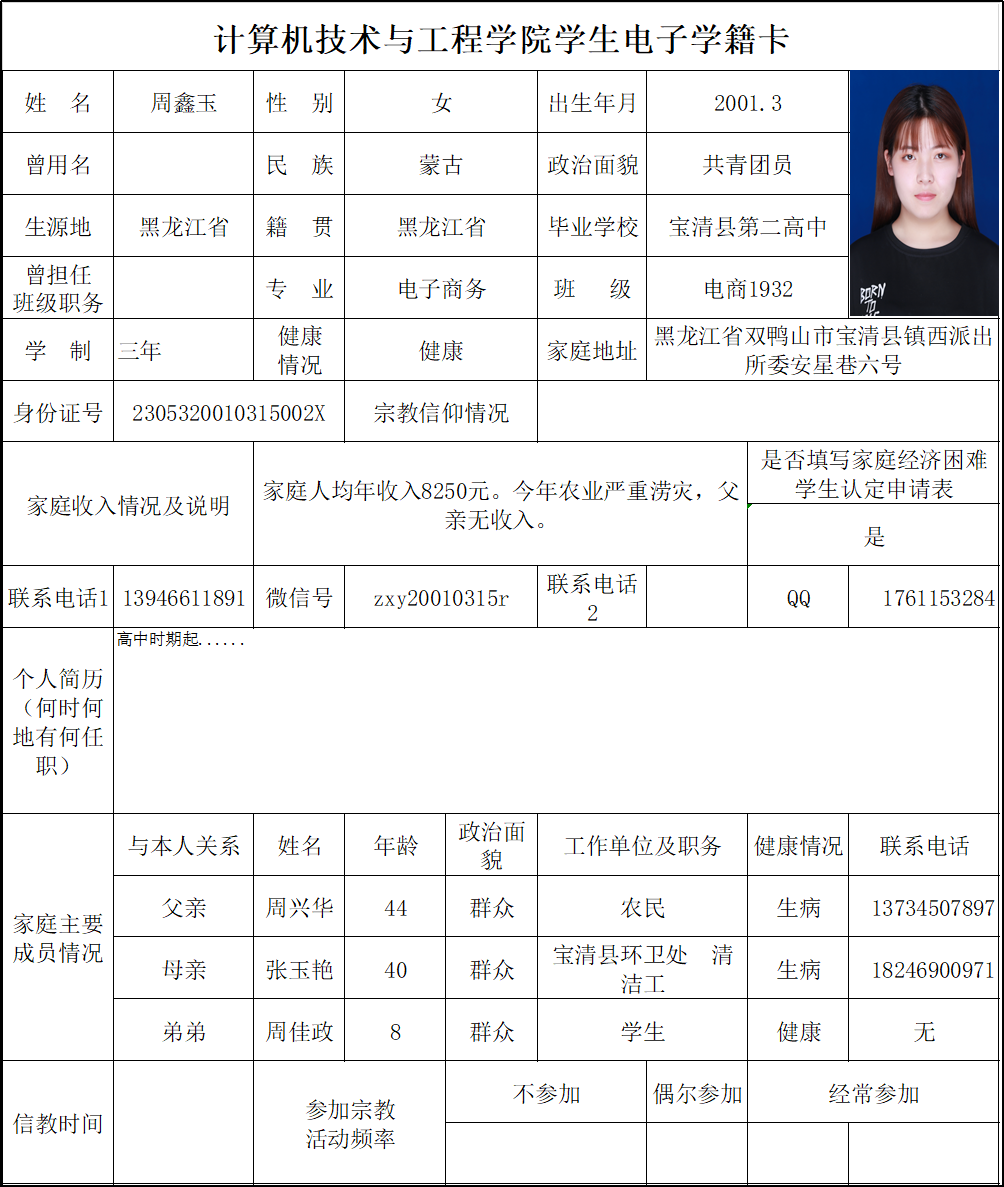 计算机技术与工程学院学生电子学籍卡
姓 名 周鑫玉 性 别 女 出生年月 2001.3
曾用名 民 族 蒙古 政治面貌 共青团员
生源地 黑龙江省 籍 贯 黑龙江省 毕业学校 宝清县第二高中
曾担任
班级职务
专 业 电子商务 班 级 电商1932
BORN
TO
学 制 三年
健康
情况
健康 家庭地址
黑龙江省双鸭山市宝清县镇西派出
所委安星巷六号
身份证号 2305320010315002X 宗教信仰情况
家庭收入情况及说明
家庭人均年收入8250元。今年农业严重涝灾，父
亲无收入。
是否填写家庭经济困难
学生认定申请表
是
联系电话1 13946611891 微信号 zxy20010315r
联系电话
2
QQ 1761153284
个人简历
（何时何
地有何任
职）
高中时期起......
家庭主要
成员情况
与本人关系 姓名 年龄
政治面
貌
工作单位及职务 健康情况 联系电话
父亲 周兴华 44 群众 农民 生病 13734507897
母亲 张玉艳 40 群众
宝清县环卫处 清
洁工
生病 18246900971
弟弟 周佳政 8 群众 学生 健康 无
信教时间
参加宗教
活动频率
不参加 偶尔参加 经常参加